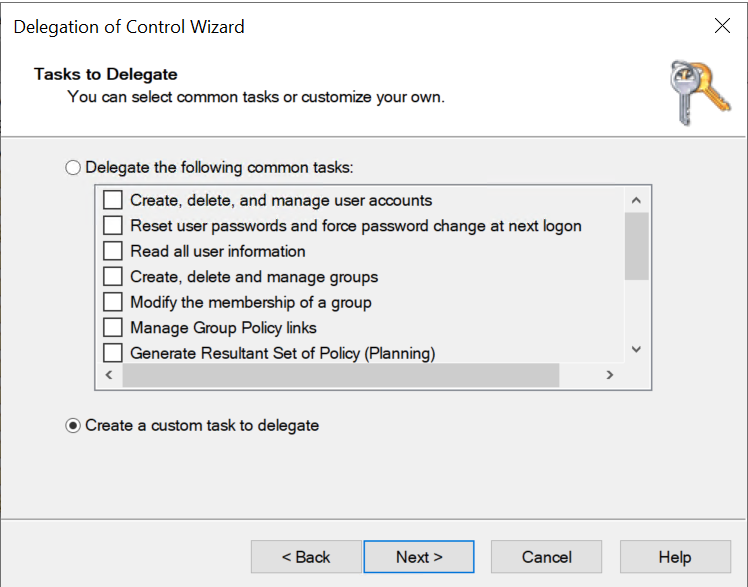 Delegation of Control Wizard
Tasks to Delegate
You can select common tasks or customize your own.
Delegate the following common tasks:
Create, delete, and manage user accounts
Reset user passwords and force password change at next logon
Read all user information
Create, delete and manage groups
Modify the membership of a group
Manage Group Policy links
Generate Resultant Set of Policy (Planning)
Create a custom task to delegate
< Back Next > Cancel Help